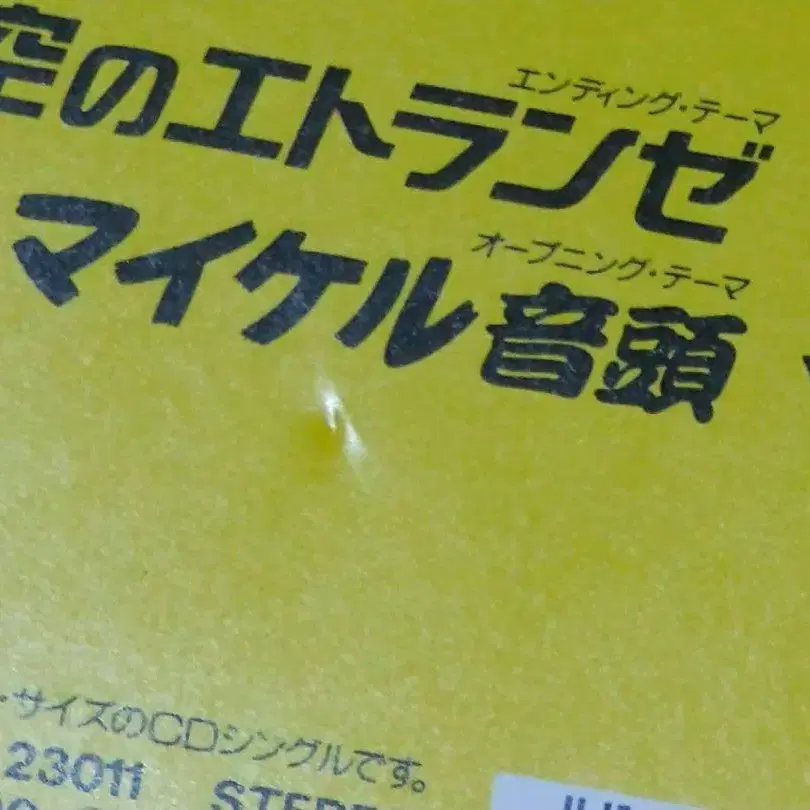 エンディング・テーマ
空のエトランゼ
オープニング・テーマ
マイケル音頭
・サイズのCDシングルです。
23011 STERE